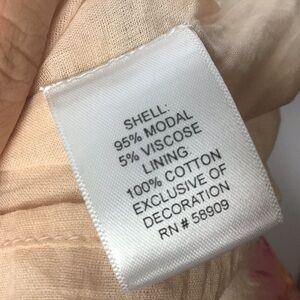 SHELL:
95% MODAL
5% VISCOSE
LINING:
100% COTTON
EXCLUSIVE OF
DECORATION
RN # 58909